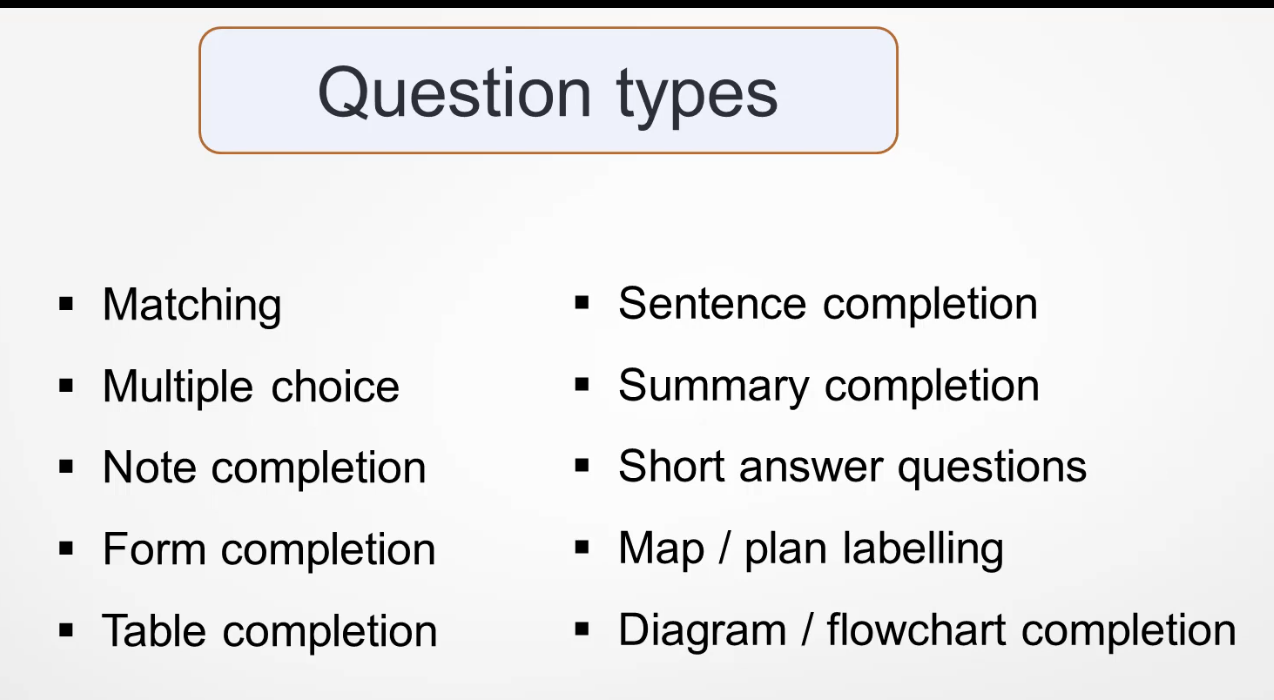 Question types
▪ Matching
▪ Multiple choice
▪ Note completion
▪ Form completion
▪ Table completion
▪ Sentence completion
▪ Summary completion
▪ Short answer questions
▪ Map / plan labelling
▪ Diagram / flowchart completion